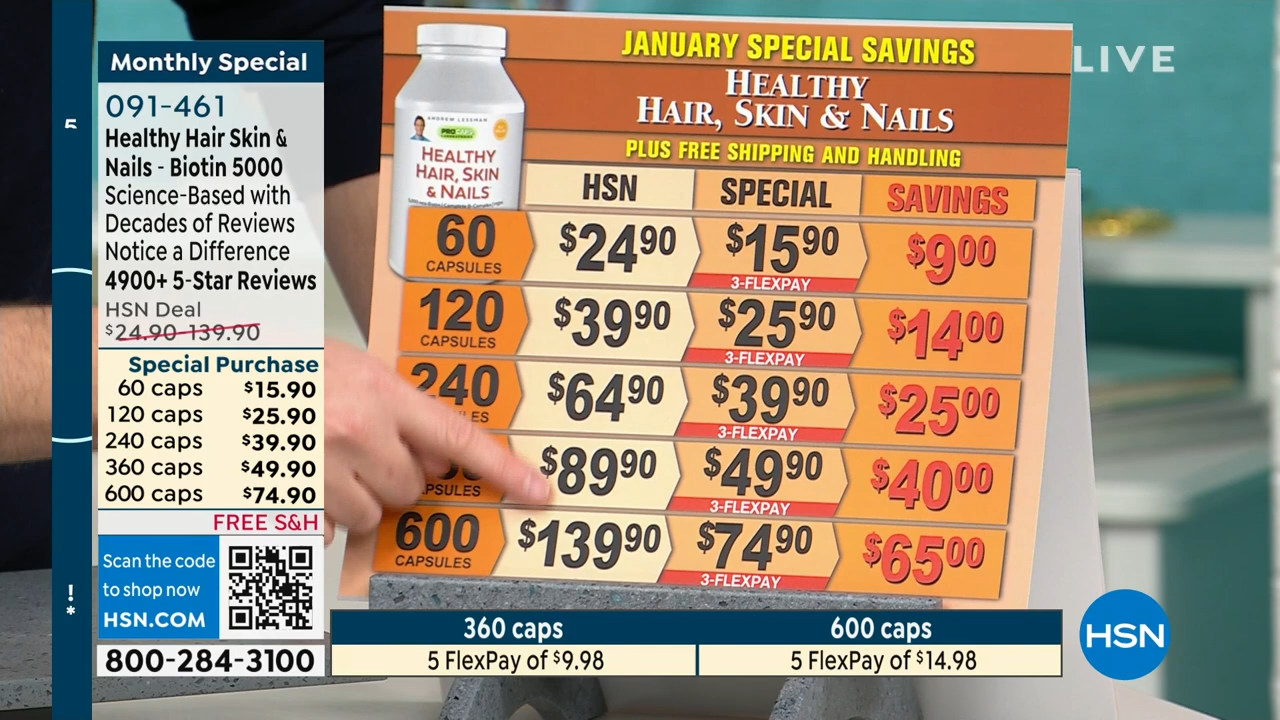 Monthly Special
091-461
Healthy Hair Skin &
Nails - Biotin 5000
Science-Based with
Decades of Reviews
Notice a Difference
4900+ 5-Star Reviews
HSN Deal
$24.90-139.90
Special Purchase
60 caps $15.90
120 caps $25.90
240 caps $39.90
360 caps $49.90
600 caps $74.90
FREE S&H
Scan the code
to shop now
HSN.COM
800-284-3100
JANUARY SPECIAL SAVINGS
HEALTHY
HAIR, SKIN & NAILS
PLUS FREE SHIPPING AND HANDLING
ANDREW LESSMAN
PROCAPS
HEALTHY
HAIR, SKIN
& NAILS
HSN SPECIAL SAVINGS
60 CAPSULES $24.90 $15.90 $9.00
3-FLEXPAY
120 CAPSULES $39.90 $25.90 $14.00
3-FLEXPAY
240 $64.90 $39.90 $25.00
3-FLEXPAY
$89.90 $49.90 $40.00
3-FLEXPAY
600 CAPSULES $139.90 $74.90 $65.00
3-FLEXPAY
LIVE
360 caps 600 caps
5 FlexPay of $9.98 5 FlexPay of $14.98
HSN